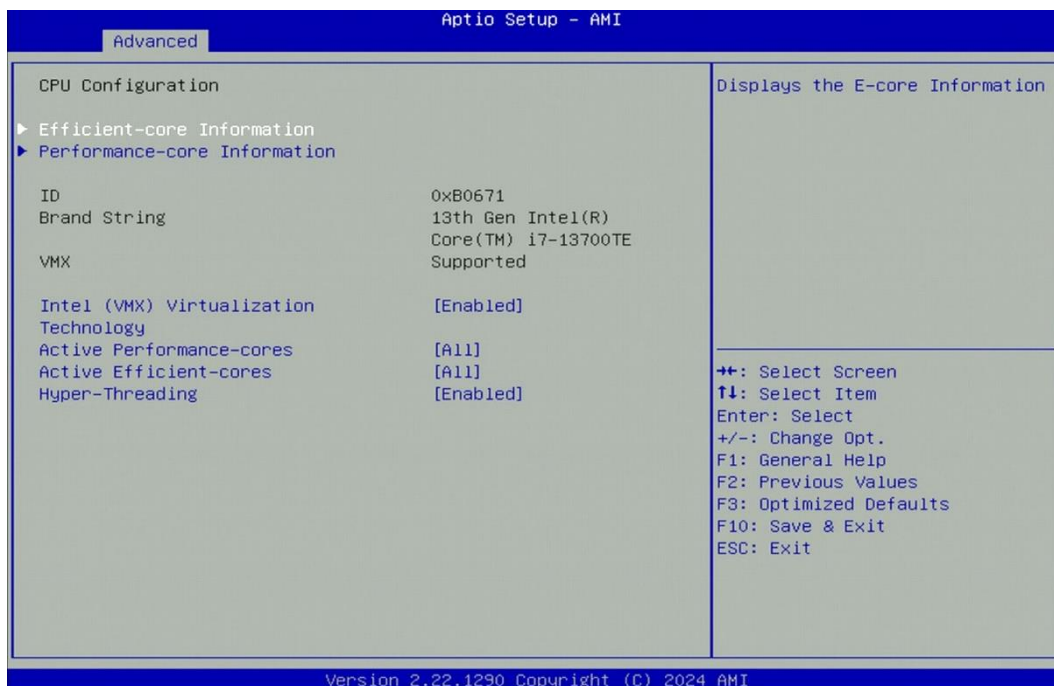 Aptio Setup - AMI
Advanced
CPU Configuration
Efficient-core Information
Performance-core Information
ID 0xB0671
Brand String 13th Gen Intel(R)
Core(TM) i7-13700TE
VMX Supported
Intel (VMX) Virtualization [Enabled]
Technology
Active Performance-cores [All]
Active Efficient-cores [All]
Hyper-Threading [Enabled]
Displays the E-core Information
→←: Select Screen
↑↓: Select Item
Enter: Select
+/-: Change Opt.
F1: General Help
F2: Previous Values
F3: Optimized Defaults
F10: Save & Exit
ESC: Exit
Version 2.22.1290 Copyright (C) 2024 AMI